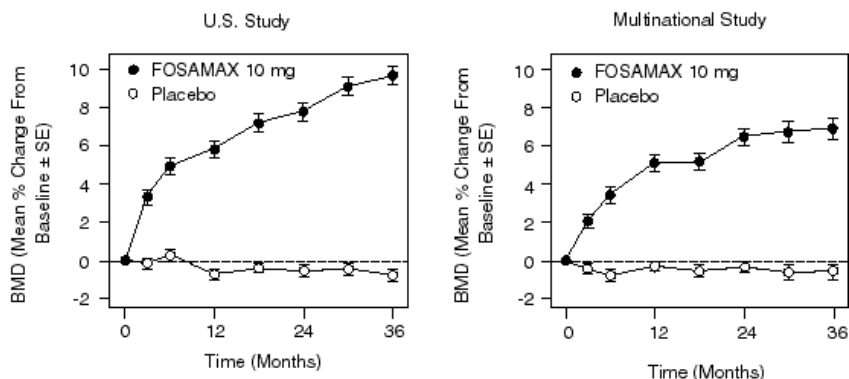 U.S. Study
BMD (Mean % Change From
Baseline ± SE)
10
8
6
4
2
0
-2
FOSAMAX 10 mg
Placebo
0
12
24
36
Time (Months)
Multinational Study
BMD (Mean % Change From
Baseline ± SE)
10
8
6
4
2
0
-2
FOSAMAX 10 mg
Placebo
0
12
24
36
Time (Months)